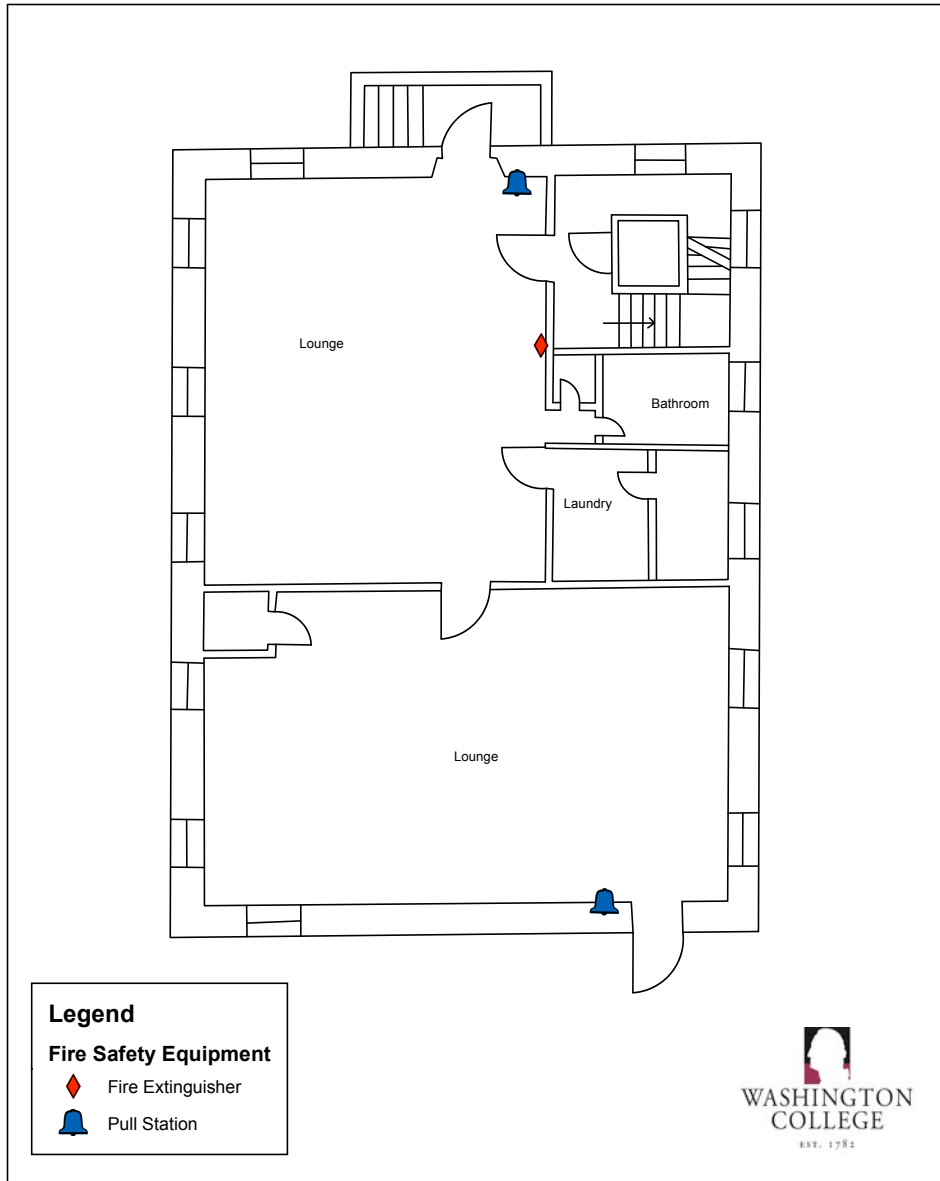 Lounge
Bathroom
Laundry
Lounge
Legend
Fire Safety Equipment
Fire Extinguisher
Pull Station
WASHINGTON
COLLEGE
EST. 1782